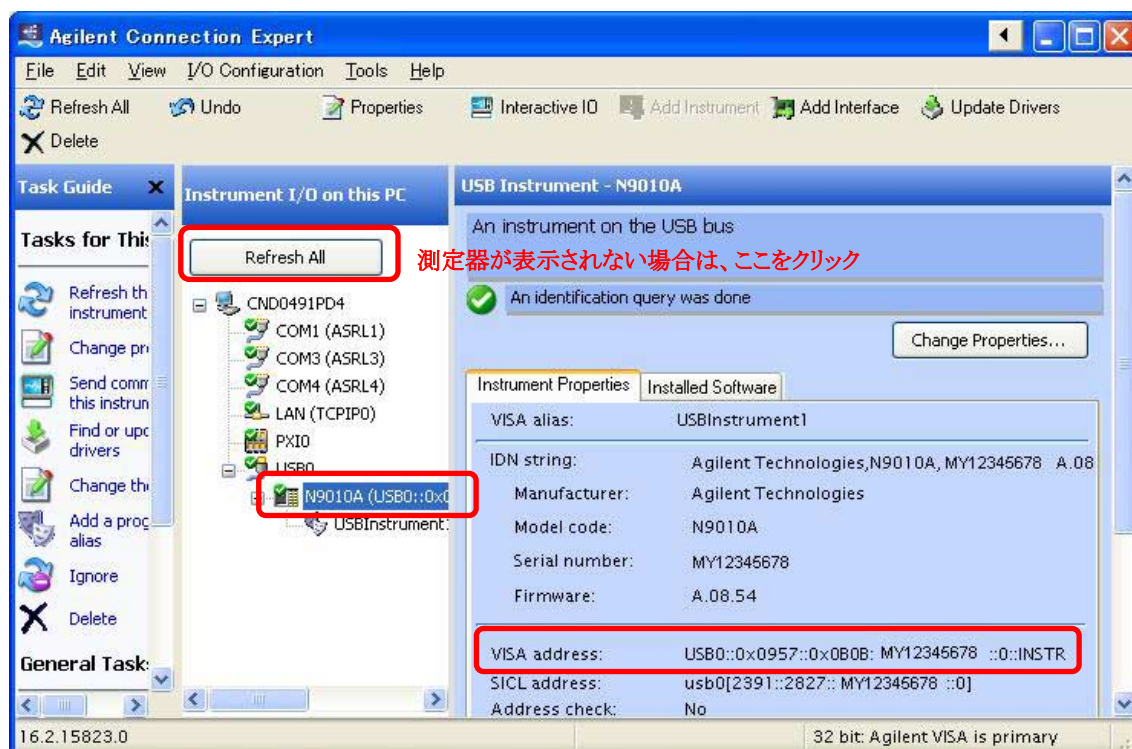 Agilent Connection Expert
File Edit View I/O Configuration Tools Help
Refresh All Undo Properties Interactive IO Add Instrument Add Interface Update Drivers
Delete
Task Guide
Tasks for This
Refresh th
instrument
Change pr
Send comm
this instrun
Find or upc
drivers
Change the
Add a prog
alias
Ignore
Delete
General Task
Instrument I/O on this PC
Refresh All
測定器が表示されない場合は、ここをクリック
CND0491PD4
COM1 (ASRL1)
COM3 (ASRL3)
COM4 (ASRL4)
LAN (TCPIP0)
PXI0
USB0
N9010A (USB0::0x0
USBInstrument
USB Instrument - N9010A
An instrument on the USB bus
An identification query was done
Change Properties...
Instrument Properties Installed Software
VISA alias: USBInstrument1
IDN string: Agilent Technologies,N9010A, MY12345678 A.08
Manufacturer: Agilent Technologies
Model code: N9010A
Serial number: MY12345678
Firmware: A.08.54
VISA address: USB0::0x0957::0x0B0B: MY12345678 ::0::INSTR
SICL address: usb0[2391::2827:: MY12345678 ::0]
Address check: No
16.2.15823.0 32 bit: Agilent VISA is primary